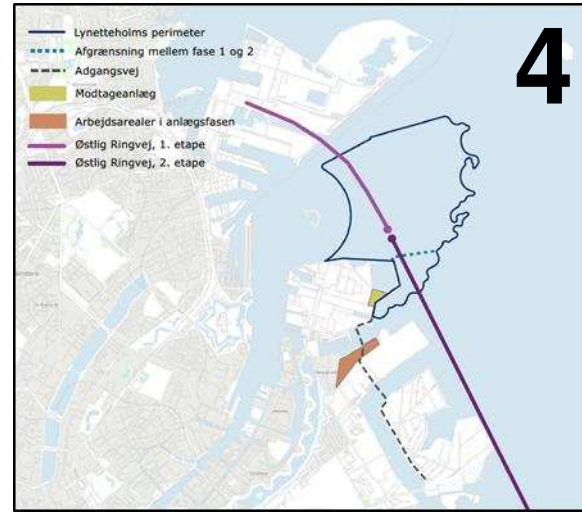 4
Lynetteholms perimeter
Afgrænsning mellem fase 1 og 2
Adgangsvej
Modtageanlæg
Arbejdsarealer i anlægsfasen
Østlig Ringvej, 1. etape
Østlig Ringvej, 2. etape